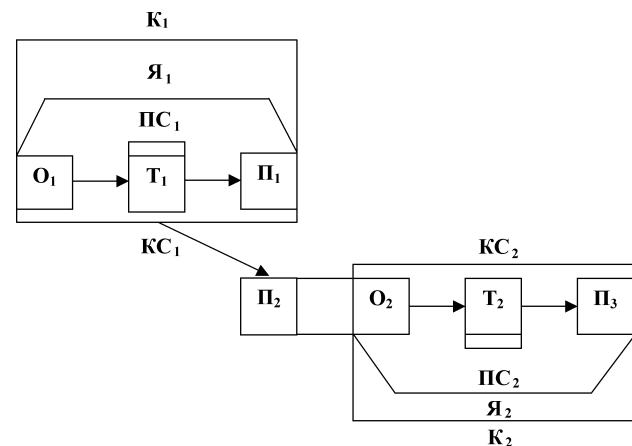 К₁
Я₁
ПС₁
О₁ Т₁ П₁
КС₁ КС₂
П₂ О₂ Т₂ П₃
ПС₂
Я₂
К₂